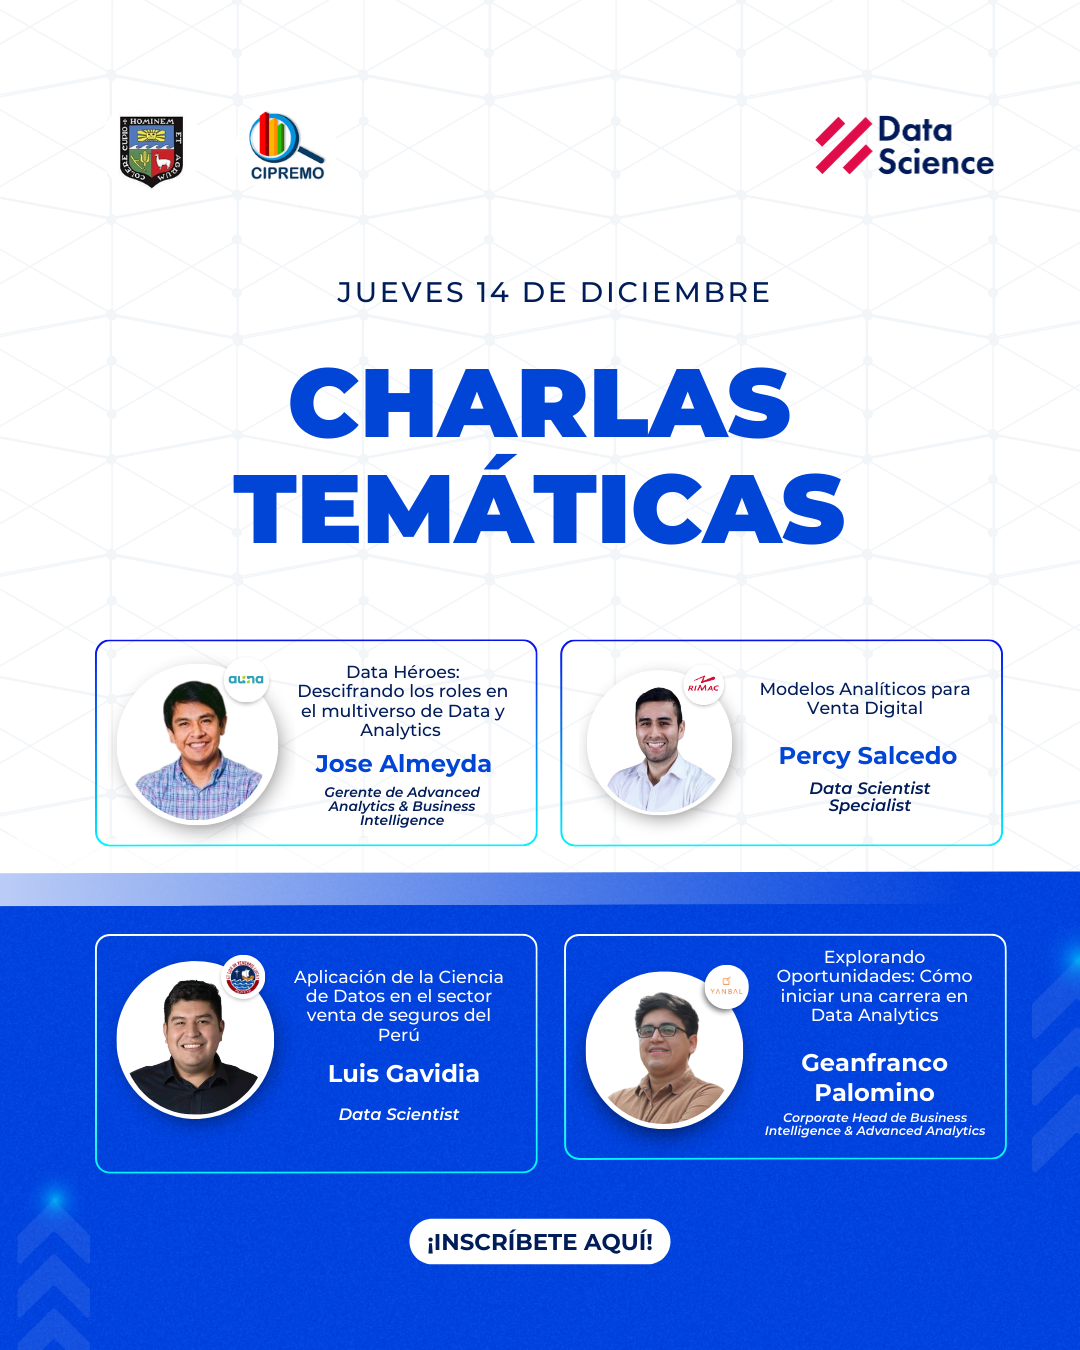 COLERE CUPIO + HOMINEM ET AGRUM
CIPREMO
Data
Science
JUEVES 14 DE DICIEMBRE
CHARLAS
TEMÁTICAS
auna
Data Héroes:
Descifrando los roles en
el multiverso de Data y
Analytics
Jose Almeyda
Gerente de Advanced
Analytics & Business
Intelligence
RIMAC
Modelos Analíticos para
Venta Digital
Percy Salcedo
Data Scientist
Specialist
Aplicación de la Ciencia
de Datos en el sector
venta de seguros del
Perú
Luis Gavidia
Data Scientist
YANBAL
Explorando
Oportunidades: Cómo
iniciar una carrera en
Data Analytics
Geanfranco
Palomino
Corporate Head de Business
Intelligence & Advanced Analytics
¡INSCRÍBETE AQUÍ!